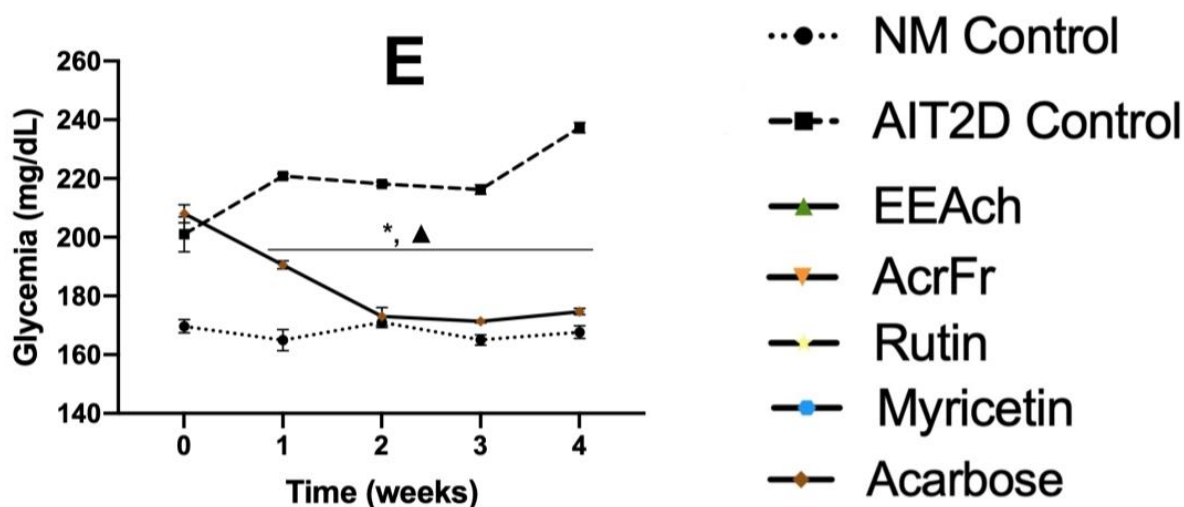 E
260
240
220
200
180
160
140
Glycemia (mg/dL)
*, ▲
0 1 2 3 4
Time (weeks)
NM Control
AIT2D Control
EEAch
AcrFr
Rutin
Myricetin
Acarbose